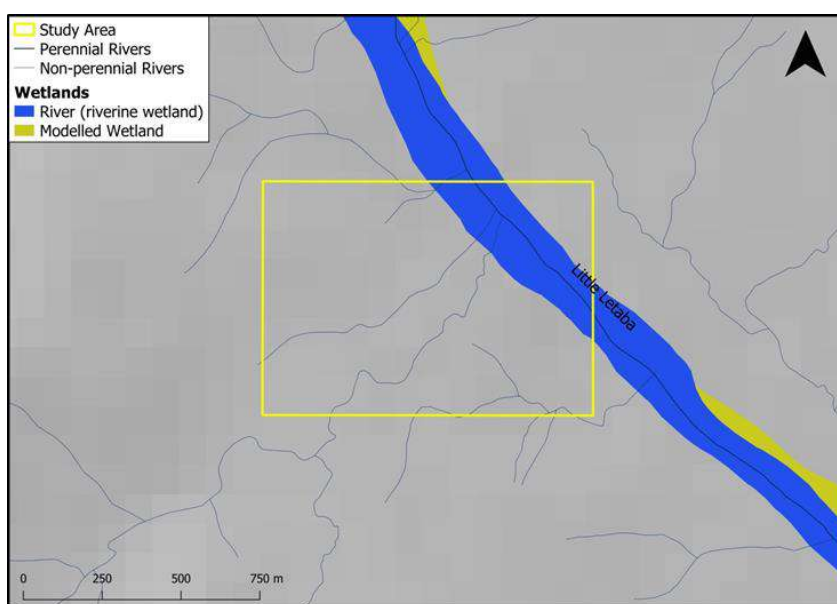 Study Area
Perennial Rivers
Non-perennial Rivers
Wetlands
River (riverine wetland)
Modelled Wetland
Little Letaba
0 250 500 750 m